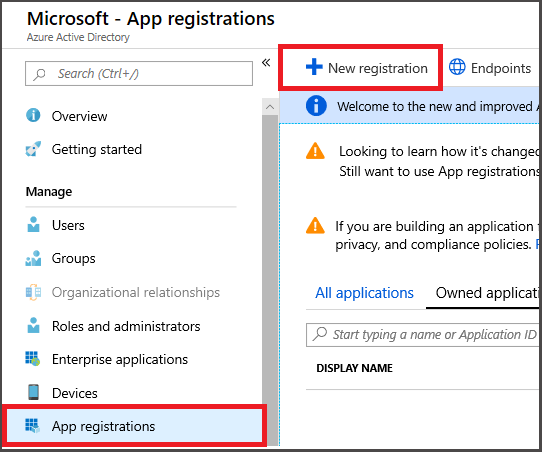 Microsoft - App registrations
Azure Active Directory
Search (Ctrl+/)
Overview
Getting started
Manage
Users
Groups
Organizational relationships
Roles and administrators
Enterprise applications
Devices
App registrations
New registration
Endpoints
Welcome to the new and improved
Looking to learn how it's changed
Still want to use App registrations
If you are building an application
privacy, and compliance policies.
All applications
Owned
Start typing a name or Application ID
DISPLAY NAME